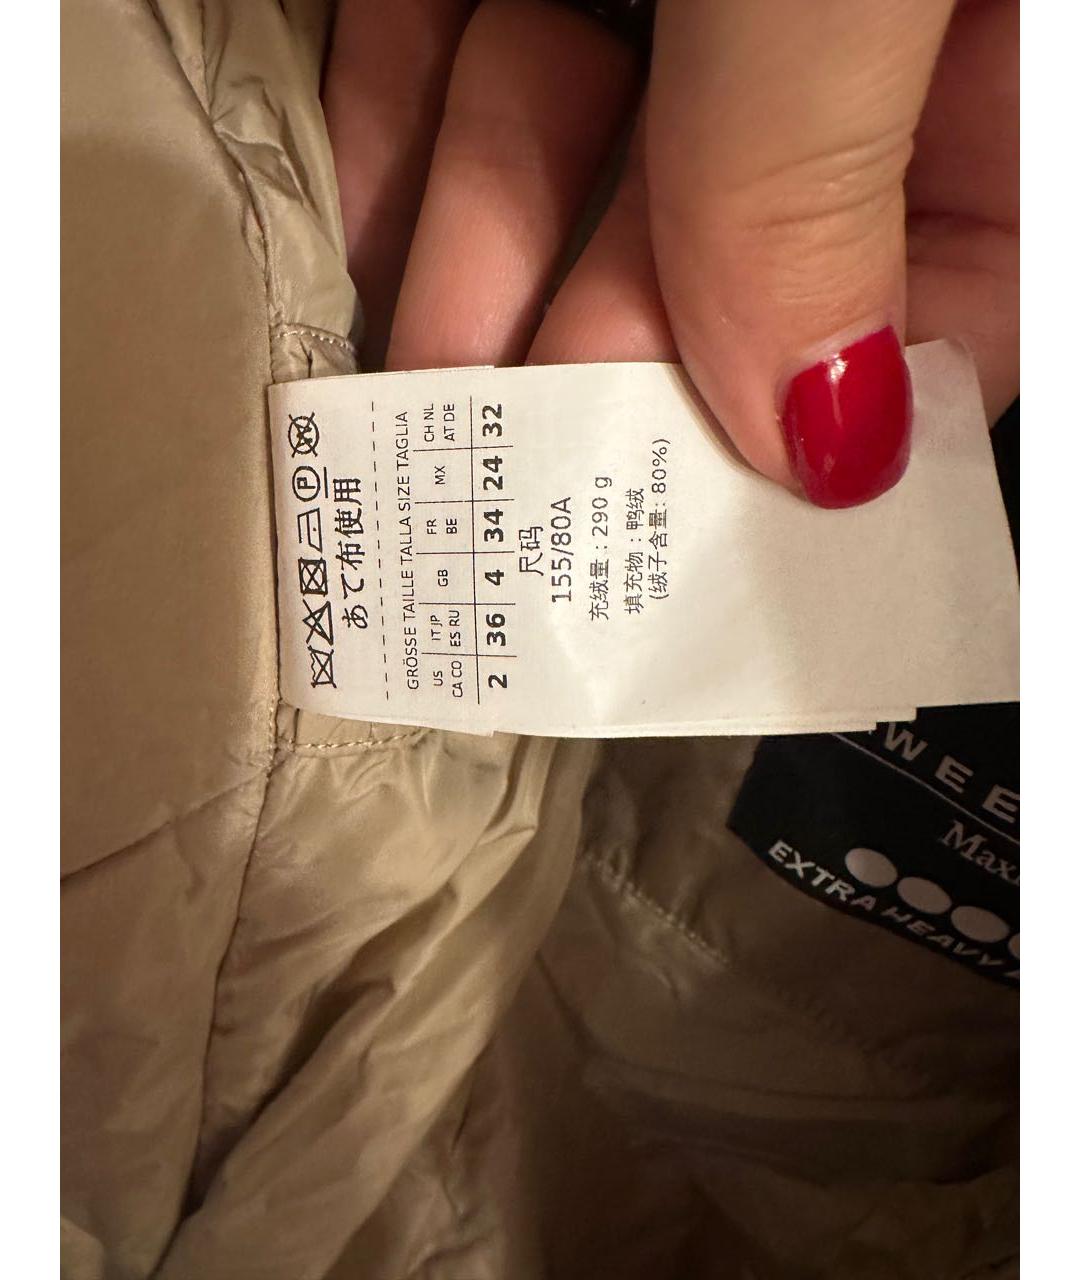 あて布使用
GRÖSSE TAILLE TALLA SIZE TAGLIA
US IT JP GB FR MX CH NL
CA CO ES RU BE AT DE
2 36 4 34 24 32
尺码
155/80A
充绒量: 290 g
填充物: 鸭绒
(绒子含量: 80%)
WEE
Max
EXTRA HEAVY